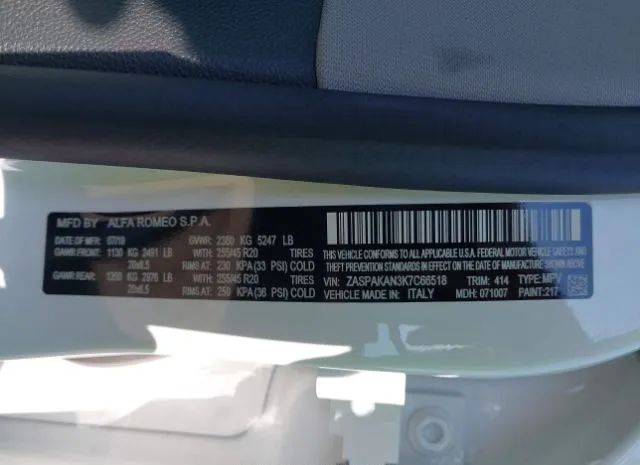 MFD BY ALFA ROMEO S.P.A.
DATE OF MFR: 07/19 GVWR: 2380 KG 5247 LB
GAWR FRONT: 1130 KG 2491 LB WITH: 255/45 R20 TIRES
20x8.5 RIMS AT: 230 KPA (33 PSI) COLD
GAWR REAR: 1350 KG 2976 LB WITH: 255/45 R20 TIRES
20x8.5 RIMS AT: 250 KPA (36 PSI) COLD
THIS VEHICLE CONFORMS TO ALL APPLICABLE U.S.A. FEDERAL MOTOR VEHICLE SAFETY, BUMPER, AND
THEFT PREVENTION STANDARDS IN EFFECT ON THE DATE OF MANUFACTURE SHOWN ABOVE.
VIN: ZASPAKAN3K7C66518 TRIM: 414 TYPE: MPV
VEHICLE MADE IN: ITALY MDH: 071007 PAINT: 217